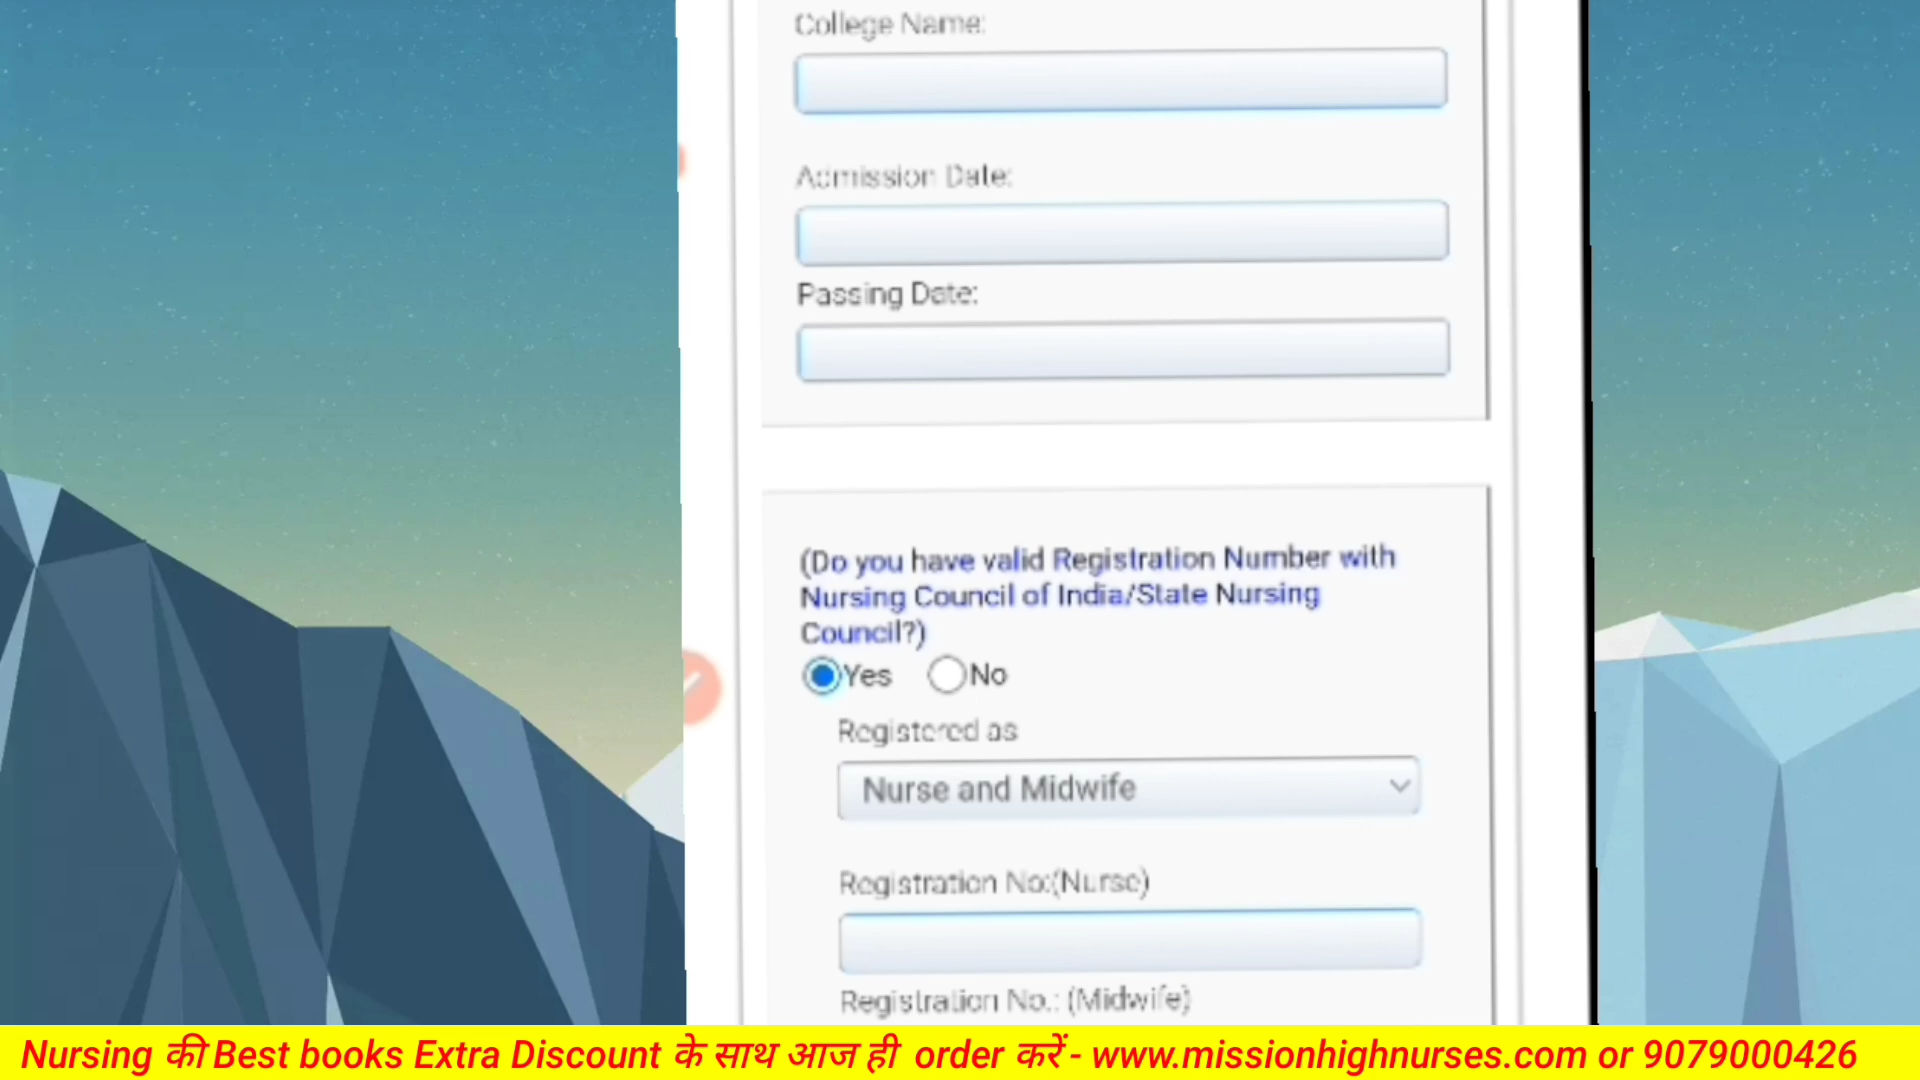 College Name:
Admission Date:
Passing Date:
(Do you have valid Registration Number with
Nursing Council of India/State Nursing
Council?)
Yes No
Registered as
Nurse and Midwife
Registration No:(Nurse)
Registration No.: (Midwife)
Nursing की Best books Extra Discount के साथ आज ही order करें - www.missionhighnurses.com or 9079000426